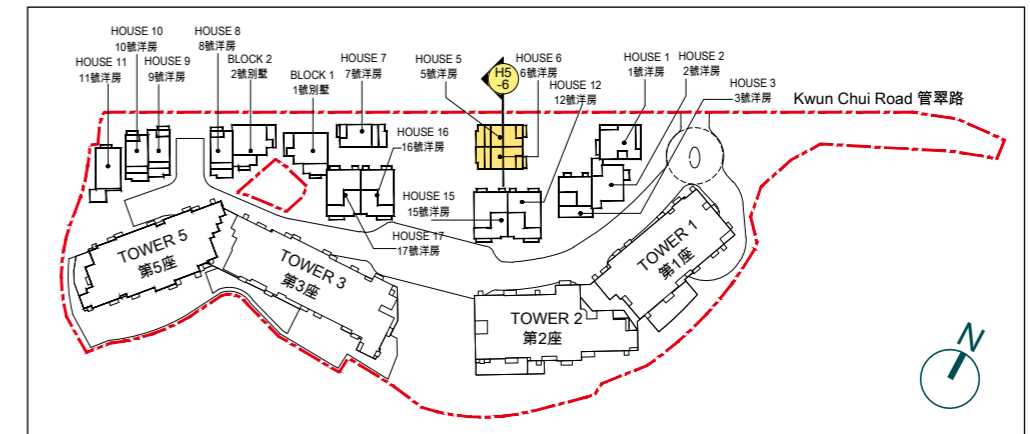 HOUSE 10
10號洋房
HOUSE 11
11號洋房
HOUSE 9
9號洋房
HOUSE 8
8號洋房
BLOCK 2
2號別墅
BLOCK 1
1號別墅
HOUSE 7
7號洋房
HOUSE 5
5號洋房
H5
-6
HOUSE 6
6號洋房
HOUSE 12
12號洋房
HOUSE 1
1號洋房
HOUSE 2
2號洋房
HOUSE 3
3號洋房
Kwun Chui Road 管翠路
HOUSE 16
16號洋房
HOUSE 15
15號洋房
HOUSE 17
17號洋房
TOWER 5
第5座
TOWER 3
第3座
TOWER 2
第2座
TOWER 1
第1座
N